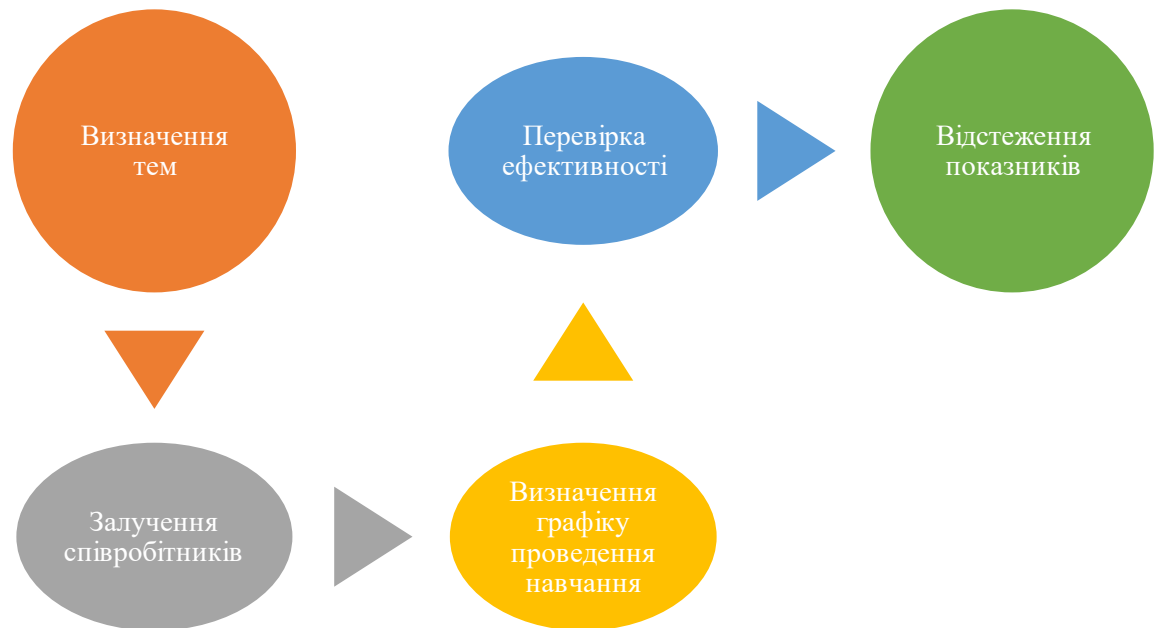 Визначення
тем
Залучення
співробітників
Визначення
графіку
проведення
навчання
Перевірка
ефективності
Відстеження
показників